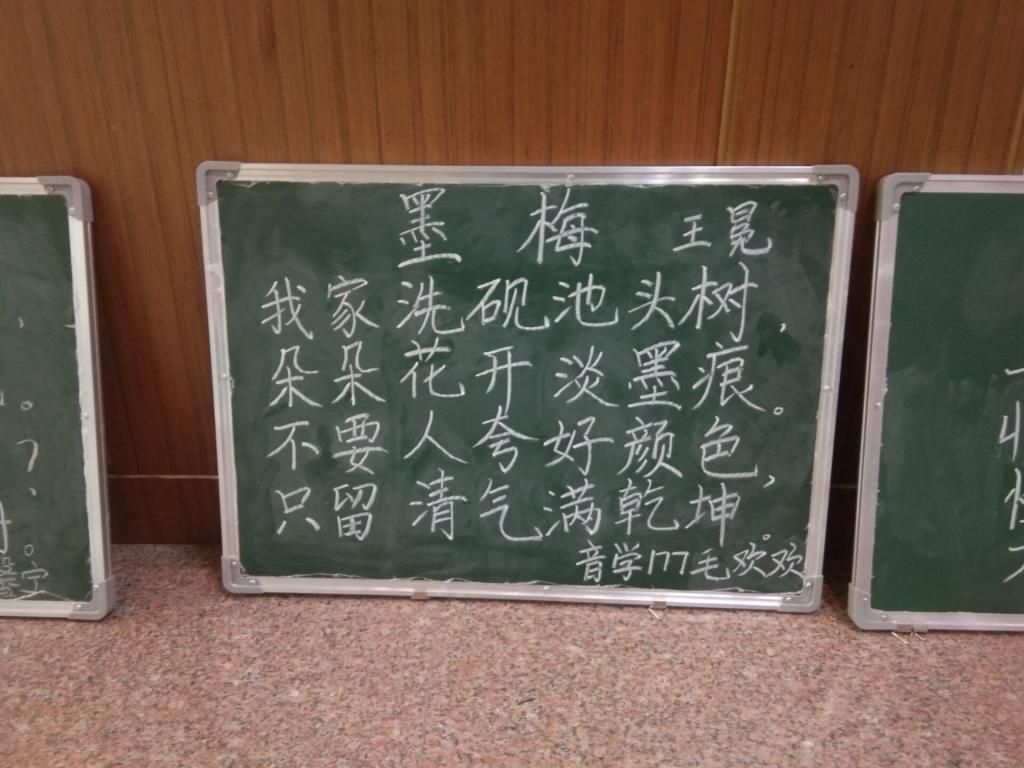 墨梅 王冕
我家洗砚池头树，
朵朵花开淡墨痕。
不要人夸好颜色，
只留清气满乾坤。
音学177毛欢欢